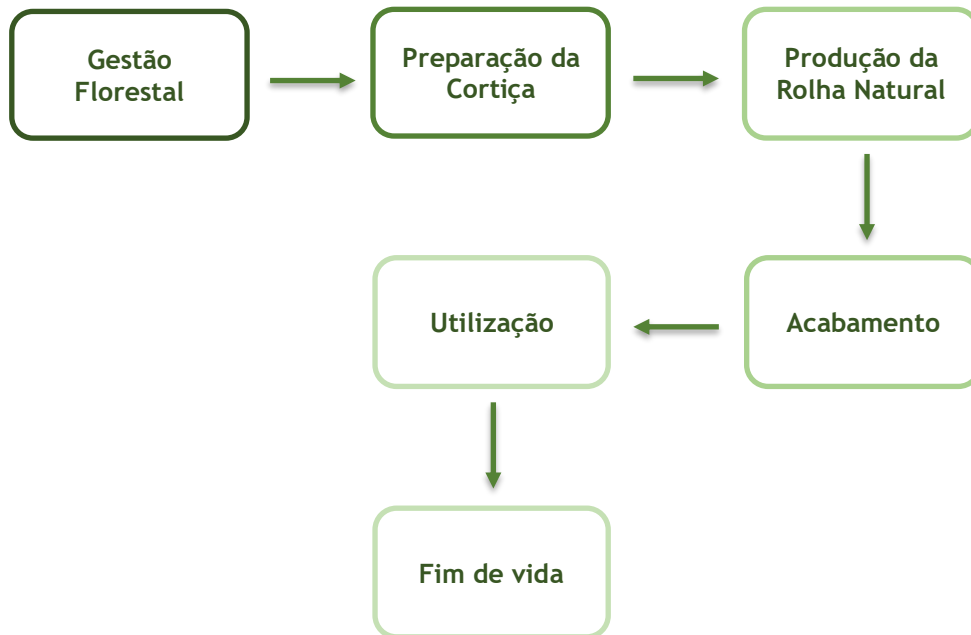 Gestão
Florestal
Preparação da
Cortiça
Produção da
Rolha Natural
Acabamento
Utilização
Fim de vida